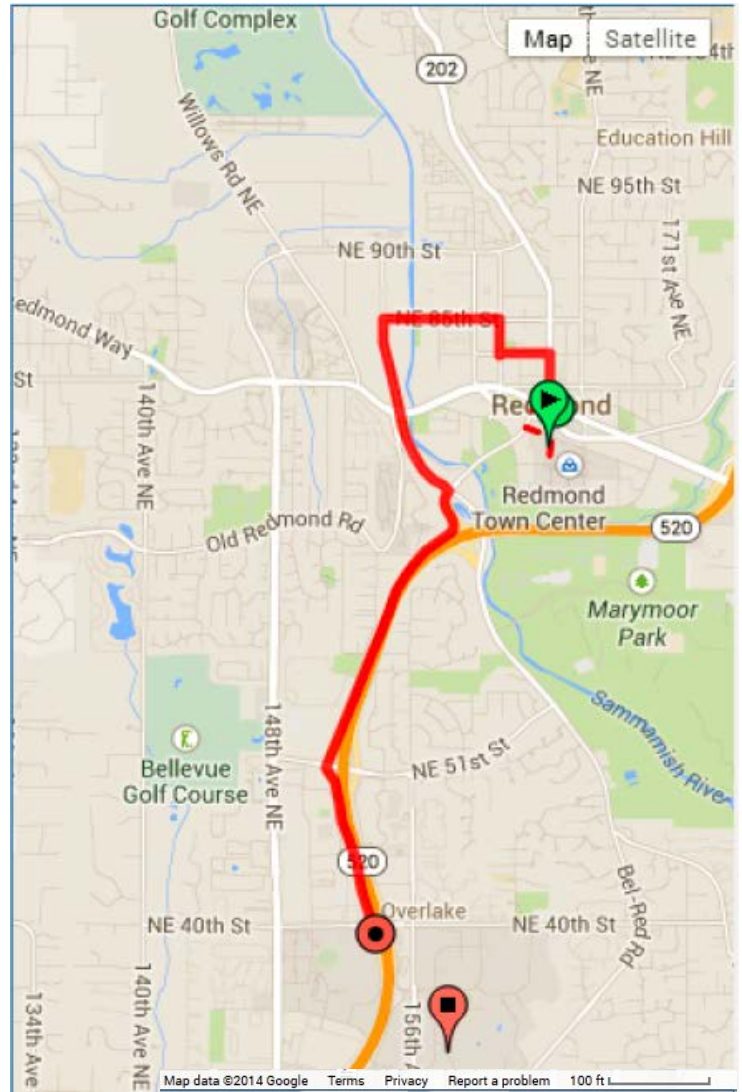 Golf Complex
Map
Satellite
202
Willows Rd NE
Education Hill
NE 95th St
171st Ave NE
NE 90th St
NE 85th St
edmond Way
St
140th Ave NE
Redmond
Redmond
Town Center
Old Redmond Rd
520
Marymoor
Park
Sammamish River
148th Ave NE
Bellevue
Golf Course
NE 51st St
520
Bel-Red Rd
Overlake
NE 40th St
NE 40th St
134th Ave
140th Ave NE
156th A
Map data ©2014 Google
Terms
Privacy
Report a problem
100 ft